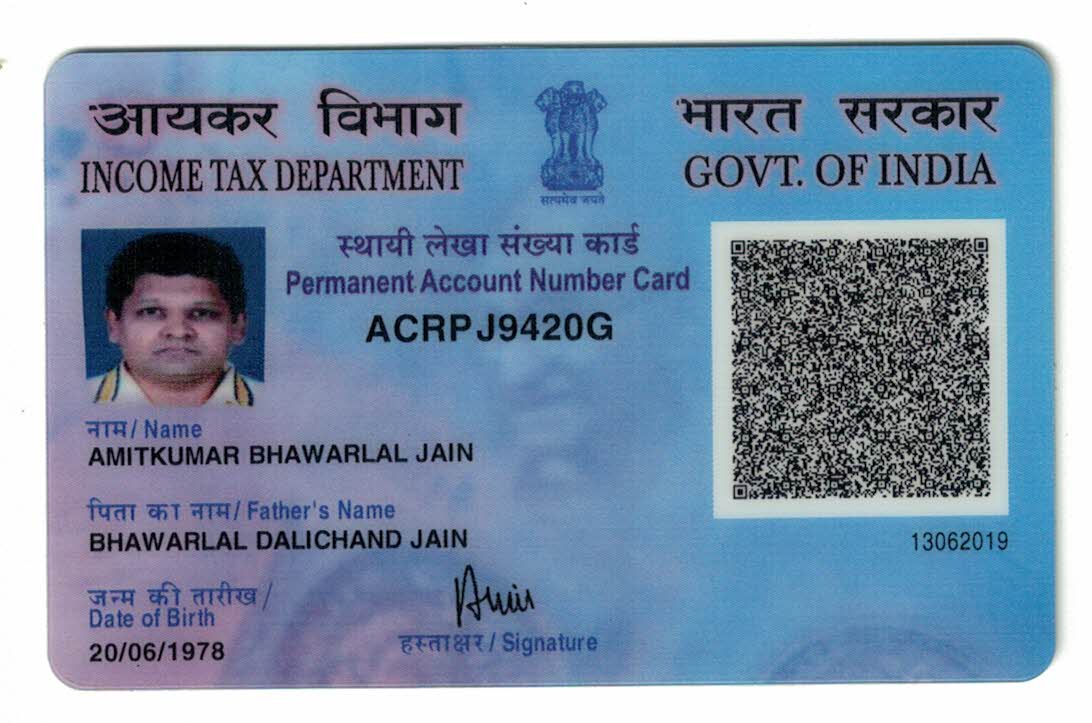 आयकर विभाग
INCOME TAX DEPARTMENT
सत्यमेव जयते
भारत सरकार
GOVT. OF INDIA
स्थायी लेखा संख्या कार्ड
Permanent Account Number Card
ACRPJ9420G
नाम / Name
AMITKUMAR BHAWARLAL JAIN
पिता का नाम / Father's Name
BHAWARLAL DALICHAND JAIN
13062019
जन्म की तारीख /
Date of Birth
20/06/1978
Amit
हस्ताक्षर / Signature